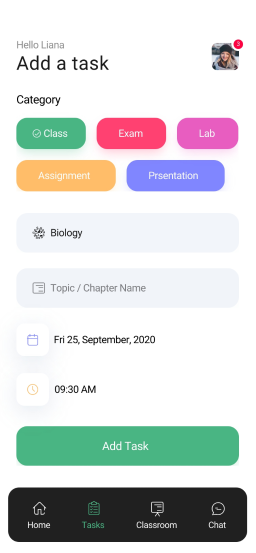 Hello Liana
Add a task
Category
Class Exam Lab
Assignment Prsentation
Biology
Topic / Chapter Name
Fri 25, September, 2020
09:30 AM
Add Task
Home Tasks Classroom Chat